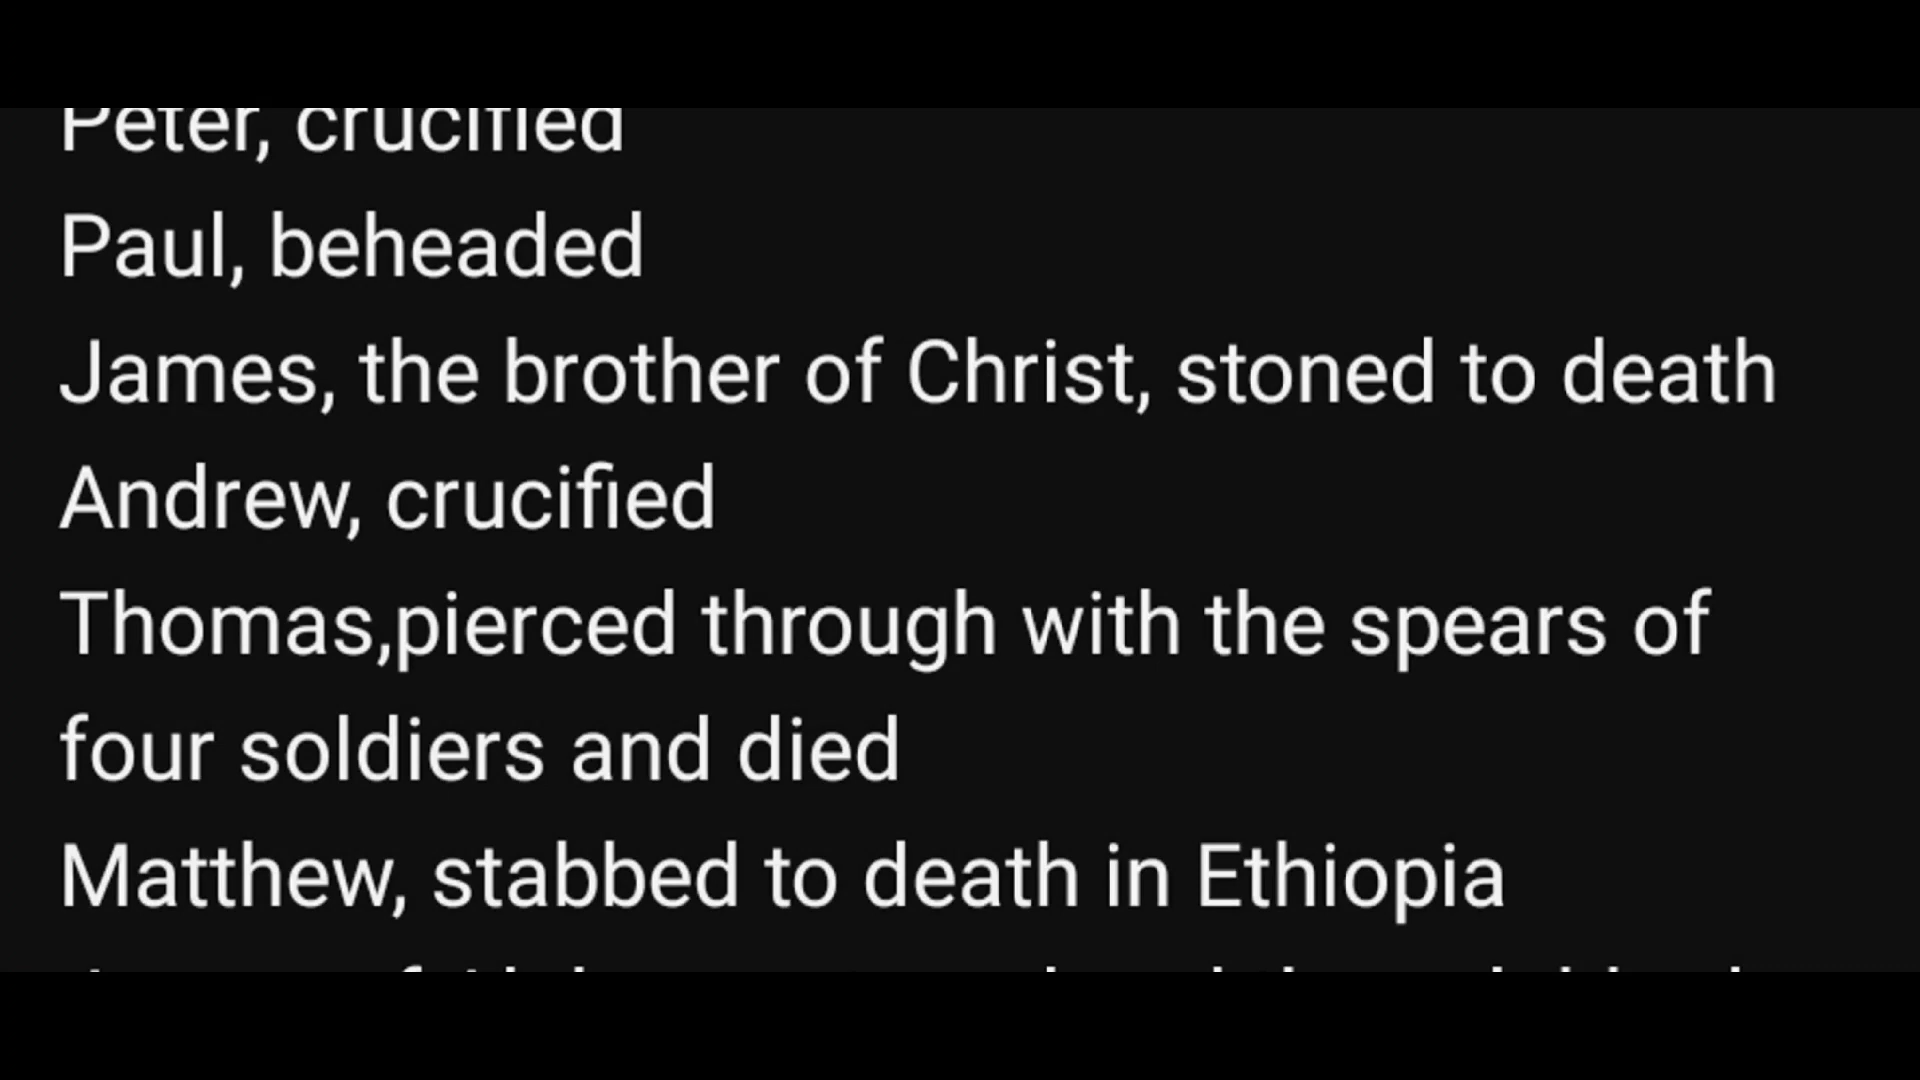 Peter, crucified
Paul, beheaded
James, the brother of Christ, stoned to death
Andrew, crucified
Thomas,pierced through with the spears of
four soldiers and died
Matthew, stabbed to death in Ethiopia